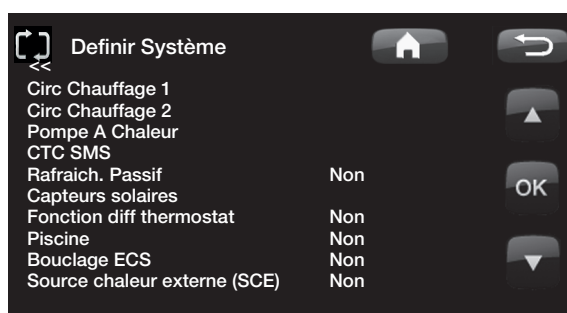 Definir Système
<<
Circ Chauffage 1
Circ Chauffage 2
Pompe A Chaleur
CTC SMS
Rafraich. Passif Non
Capteurs solaires
OK
Fonction diff thermostat Non
Piscine Non
Bouclage ECS Non
Source chaleur externe (SCE) Non